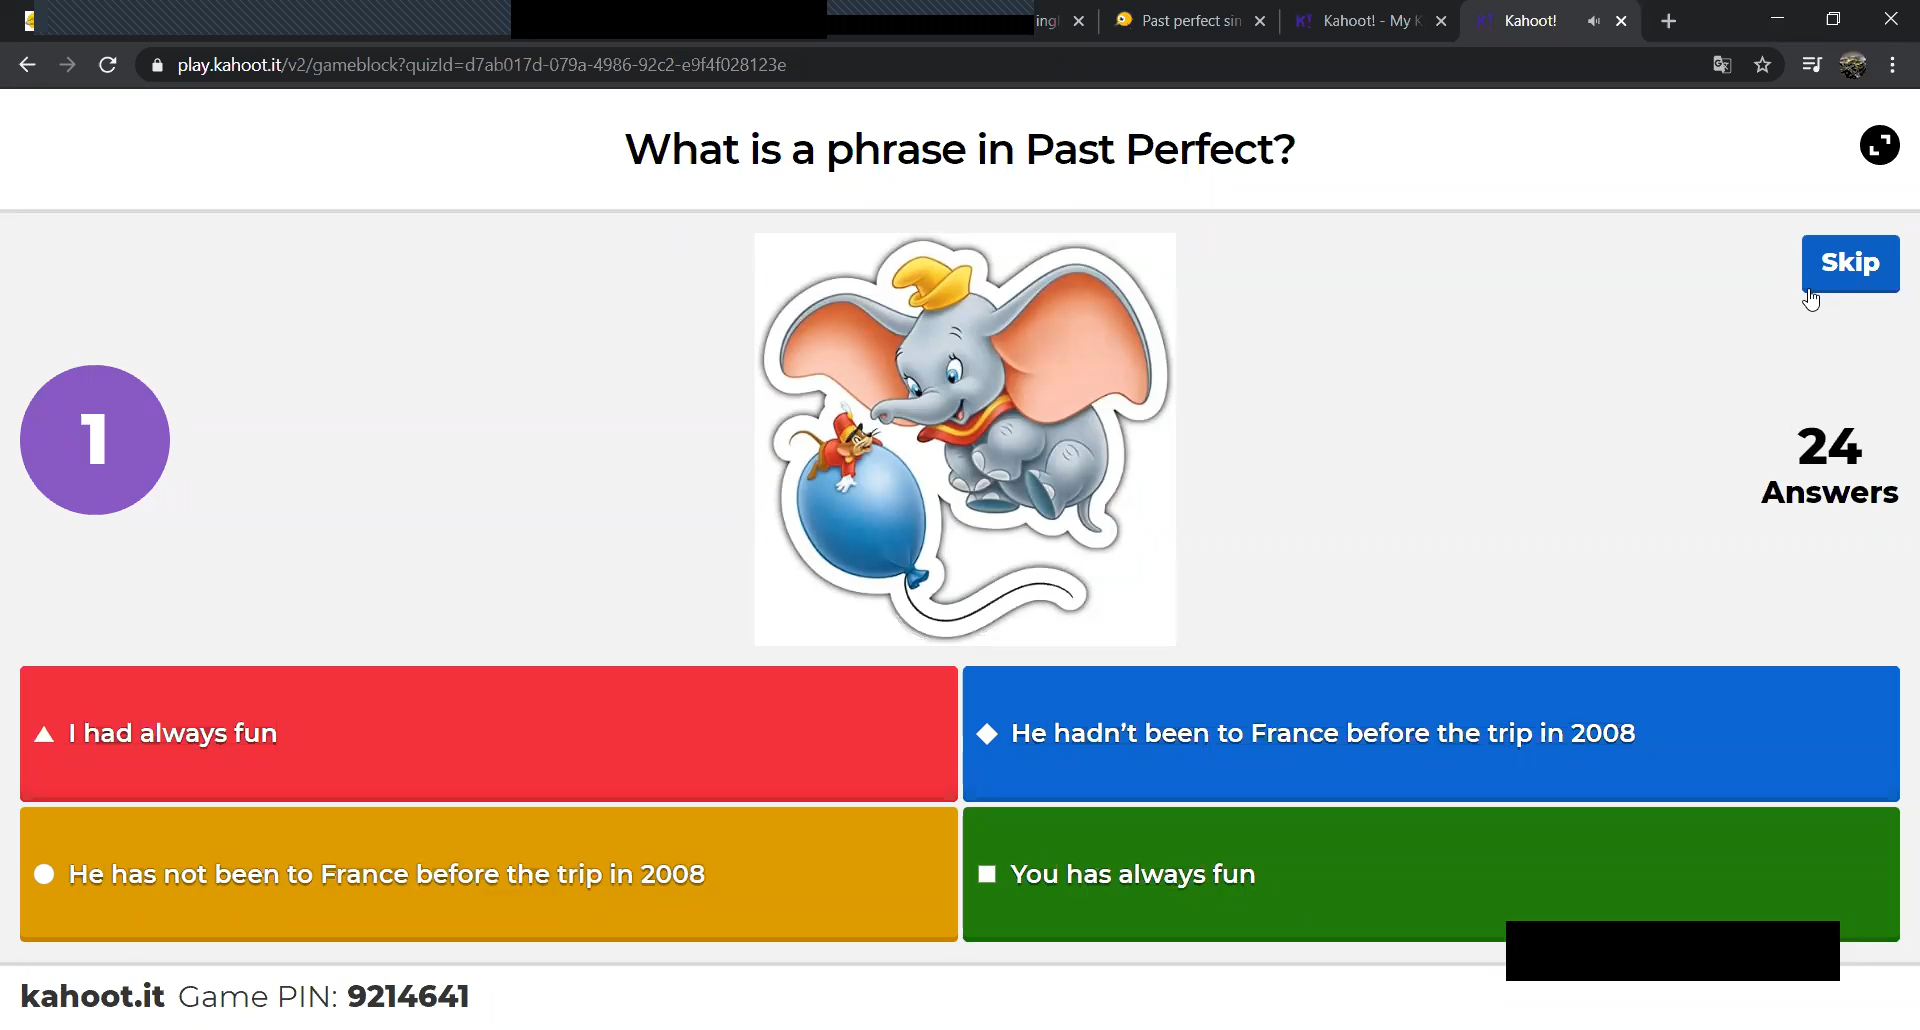 ingl
Past perfect sin
Kahoot! - My K
Kahoot!
play.kahoot.it/v2/gameblock?quizId=d7ab017d-079a-4986-92c2-e9f4f028123e
What is a phrase in Past Perfect?
Skip
1
24
Answers
I had always fun
He hadn’t been to France before the trip in 2008
He has not been to France before the trip in 2008
You has always fun
kahoot.it Game PIN: 9214641